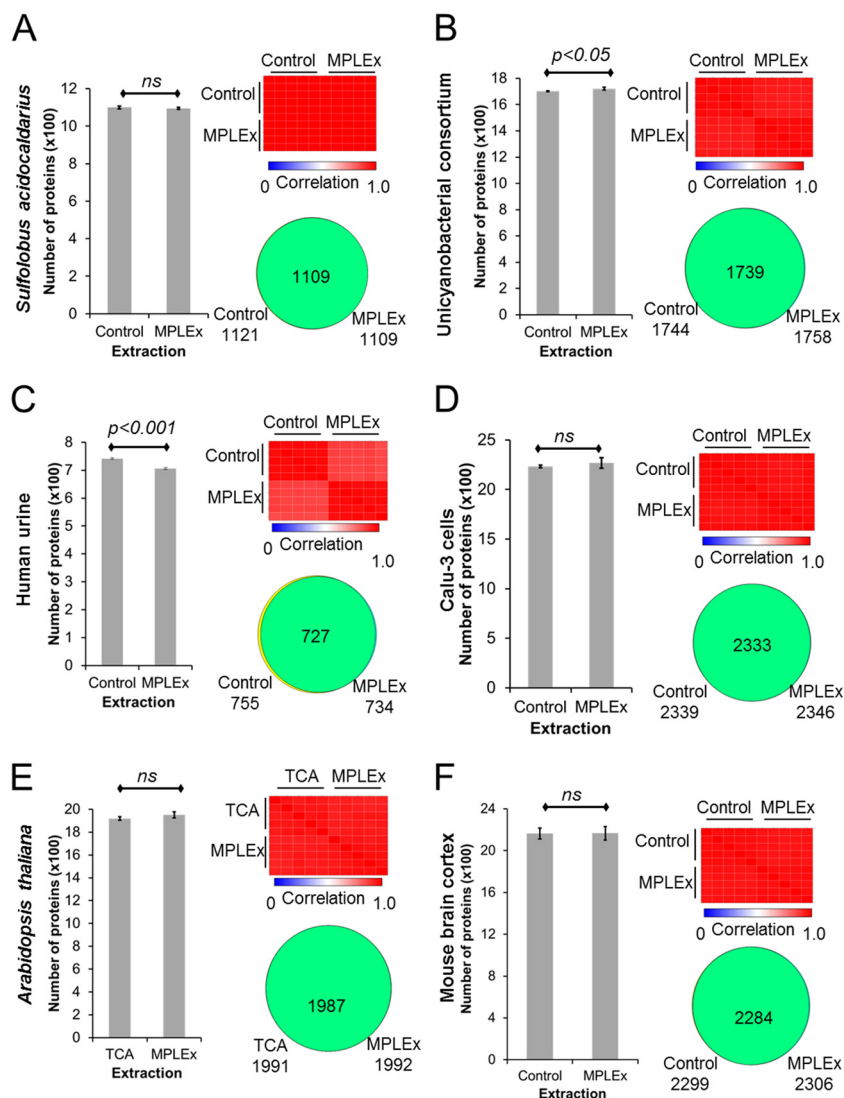 A
Sulfolobus acidocaldarius
Number of proteins (x100)
12
10
8
6
4
2
0
11
ns
Control MPLEx
Extraction
Control MPLEx
Control
MPLEx
0 Correlation 1.0
1109
Control
1121
MPLEx
1109
B
Unicyanobacterial consortium
Number of proteins (x100)
18
16
14
12
10
8
6
4
2
0
p<0.05
Control MPLEx
Extraction
Control MPLEx
Control
MPLEx
0 Correlation 1.0
1739
Control
1744
MPLEx
1758
C
Human urine
Number of proteins (x100)
8
7
6
5
4
3
2
1
0
p<0.001
Control MPLEx
Extraction
Control MPLEx
Control
MPLEx
0 Correlation
1.0
727
Control
755
MPLEx
734
D
Calu-3 cells
Number of proteins (x100)
25
20
15
10
5
0
ns
Control MPLEx
Extraction
Control MPLEx
Control
MPLEx
0 Correlation 1.0
2333
Control
2339
MPLEx
2346
E
Arabidopsis thaliana
Number of proteins (x100)
20
18
16
14
12
10
8
6
4
2
0
ns
TCA MPLEx
Extraction
TCA MPLEx
TCA
MPLEx
0 Correlation 1.0
1987
TCA
1991
MPLEx
1992
F
Mouse brain cortex
Number of proteins (x100)
24
20
16
12
8
4
0
ns
Control MPLEx
Extraction
Control MPLEx
Control
MPLEx
0 Correlation 1.0
2284
Control
2299
MPLEx
2306